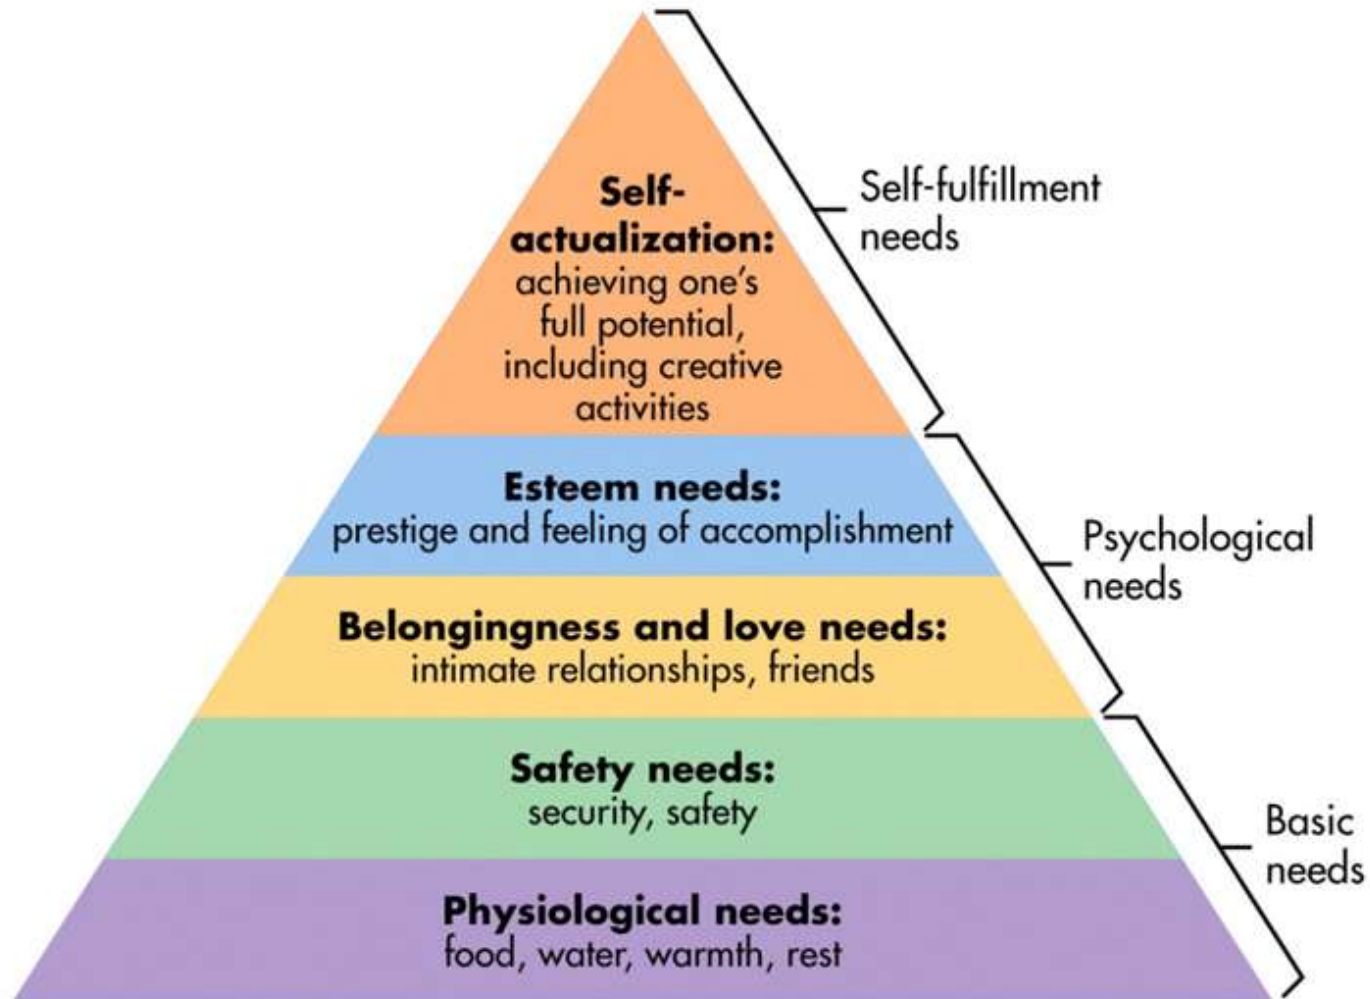 Self-
actualization:
achieving one's
full potential,
including creative
activities
Self-fulfillment
needs
Esteem needs:
prestige and feeling of accomplishment
Psychological
needs
Belongingness and love needs:
intimate relationships, friends
Safety needs:
security, safety
Basic
needs
Physiological needs:
food, water, warmth, rest